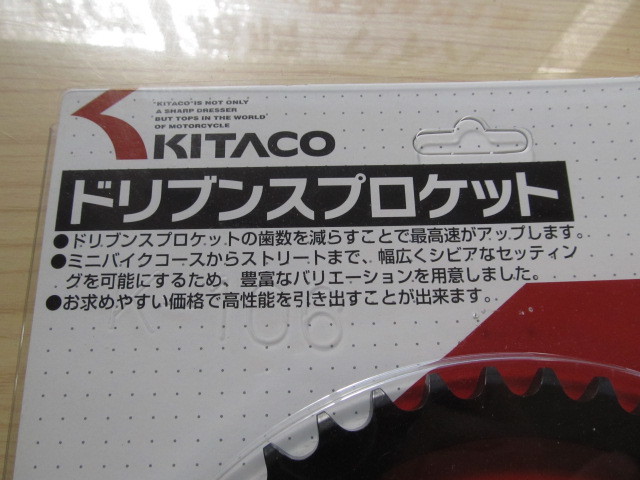 "KITACO" IS NOT ONLY
A SHARP DRESSER
"BUT TOPS IN THE WORLD"
OF MOTORCYCLE
KITACO
ドリブンスプロケット
●ドリブンスプロケットの歯数を減らすことで最高速がアップします。
●ミニバイクコースからストリートまで、幅広くシビアなセッティン
グを可能にするため、豊富なバリエーションを用意しました。
●お求めやすい価格で高性能を引き出すことが出来ます。